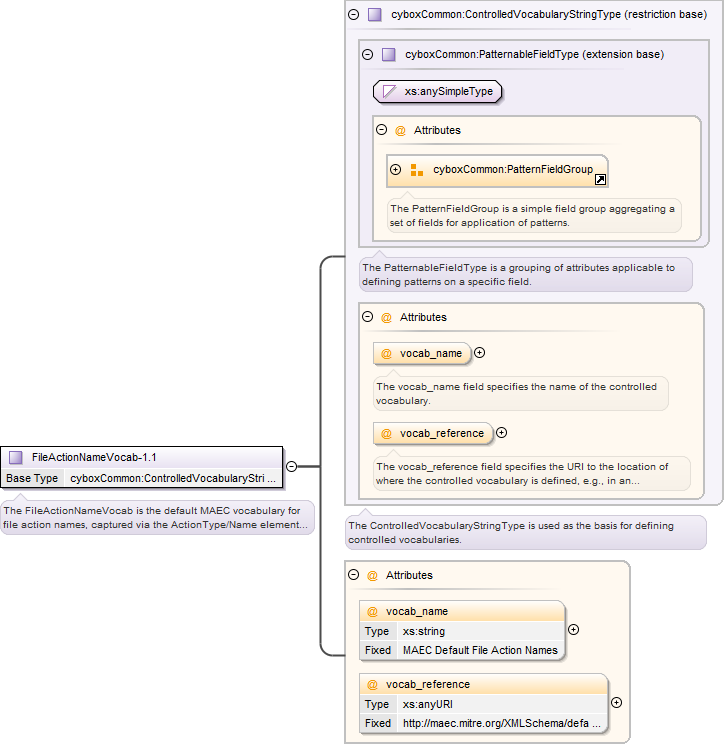 cyboxCommon:ControlledVocabularyStringType (restriction base)
cyboxCommon:PatternableFieldType (extension base)
xs:anySimpleType
@ Attributes
cyboxCommon:PatternFieldGroup
The PatternFieldGroup is a simple field group aggregating a
set of fields for application of patterns.
The PatternableFieldType is a grouping of attributes applicable to
defining patterns on a specific field.
@ Attributes
@ vocab_name
The vocab_name field specifies the name of the controlled
vocabulary.
@ vocab_reference
The vocab_reference field specifies the URI to the location of
where the controlled vocabulary is defined, e.g., in an...
FileActionNameVocab-1.1
Base Type cyboxCommon:ControlledVocabularyStri ...
The FileActionNameVocab is the default MAEC vocabulary for
file action names, captured via the ActionType/Name element...
The ControlledVocabularyStringType is used as the basis for defining
controlled vocabularies.
@ Attributes
@ vocab_name
Type xs:string
Fixed MAEC Default File Action Names
@ vocab_reference
Type xs:anyURI
Fixed http://maec.mitre.org/XMLSchema/defa ...